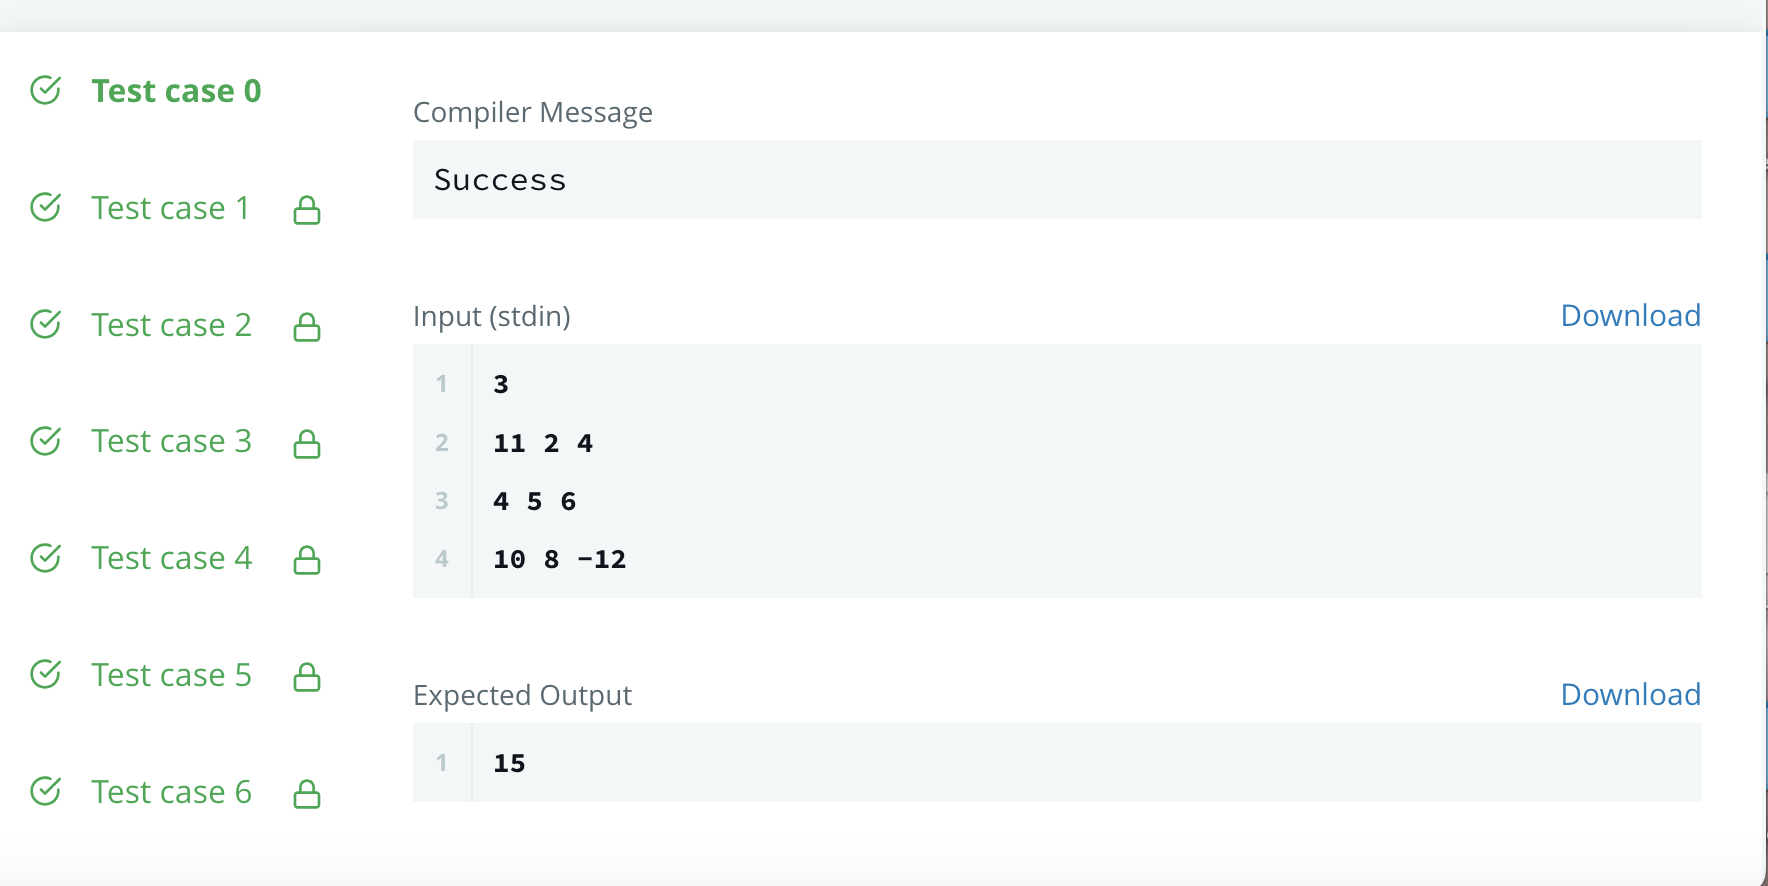 Test case 0
Test case 1
Test case 2
Test case 3
Test case 4
Test case 5
Test case 6
Compiler Message
Success
Input (stdin)
Download
1 3
2 11 2 4
3 4 5 6
4 10 8 -12
Expected Output
Download
1 15